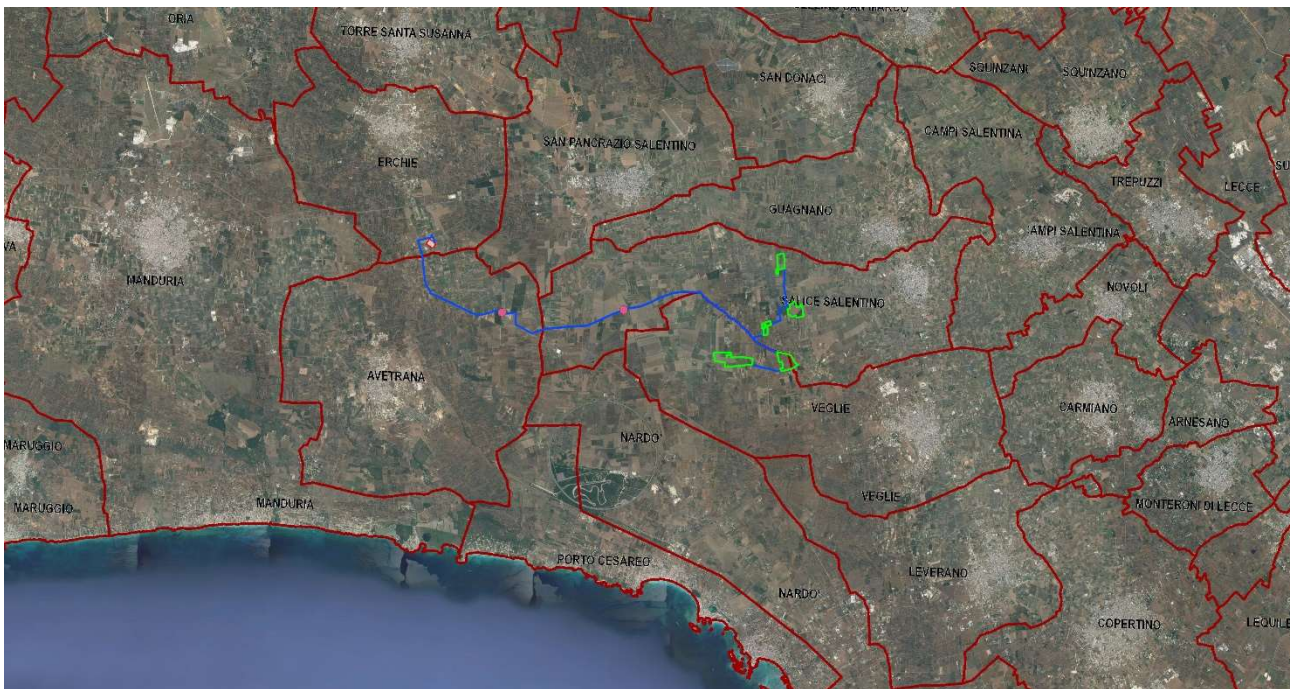 ORIA
TORRE SANTA SUSANNA
SAN DONACI
SQUINZANI
SQUINZANO
CAMPI SALENTINA
SAN PANCRAZIO SALENTINO
ERCHIE
TREPUZZI
LECCE
GUAGNANO
AMPI SALENTINA
VA
MANDURIA
NOVOLI
SALICE SALENTINO
AVETRANA
VEGLIE
CARMIANO
ARNESANO
MARUGGIO
NARDO'
VEGLIE
MONTERONI DI LECCE
MARUGGIO
MANDURIA
PORTO CESAREO
LEVERANO
NARDO'
COPERTINO
LEQUILE